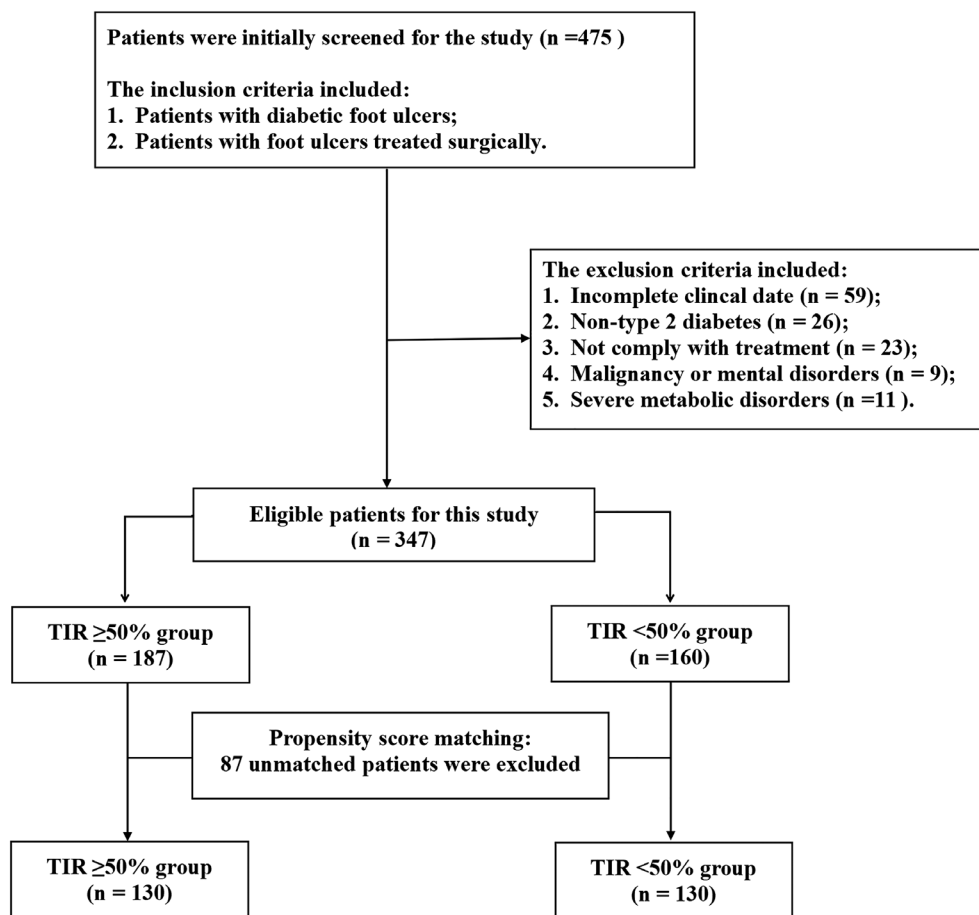 Patients were initially screened for the study (n =475 )
The inclusion criteria included:
1. Patients with diabetic foot ulcers;
2. Patients with foot ulcers treated surgically.
The exclusion criteria included:
1. Incomplete clincal date (n = 59);
2. Non-type 2 diabetes (n = 26);
3. Not comply with treatment (n = 23);
4. Malignancy or mental disorders (n = 9);
5. Severe metabolic disorders (n =11 ).
Eligible patients for this study
(n = 347)
TIR ≥50% group
(n = 187)
TIR <50% group
(n =160)
Propensity score matching:
87 unmatched patients were excluded
TIR ≥50% group
(n = 130)
TIR <50% group
(n = 130)